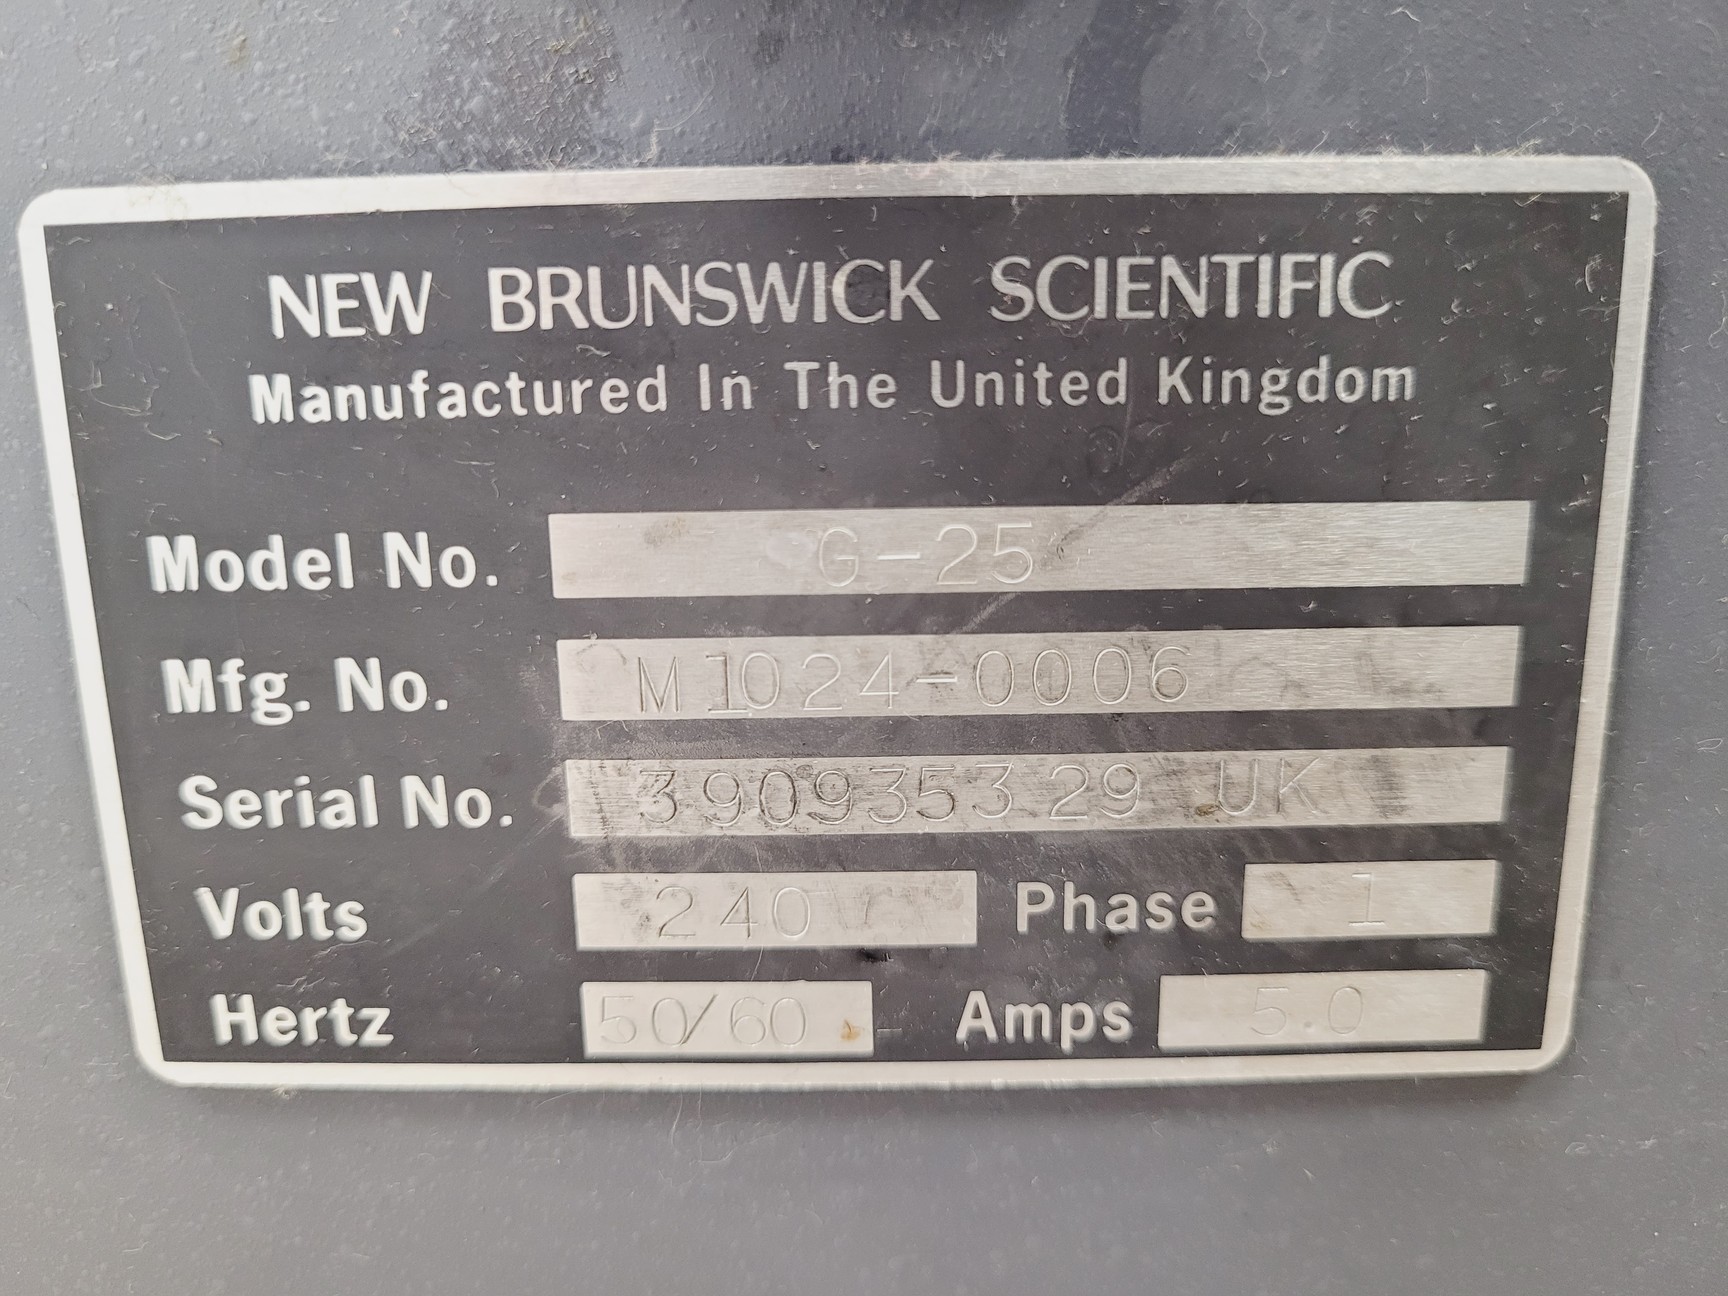 NEW BRUNSWICK SCIENTIFIC
Manufactured In The United Kingdom
Model No. G-25
Mfg. No. M1024-0006
Serial No. 390935329 UK
Volts 240 Phase 1
Hertz 50/60 Amps 5.0